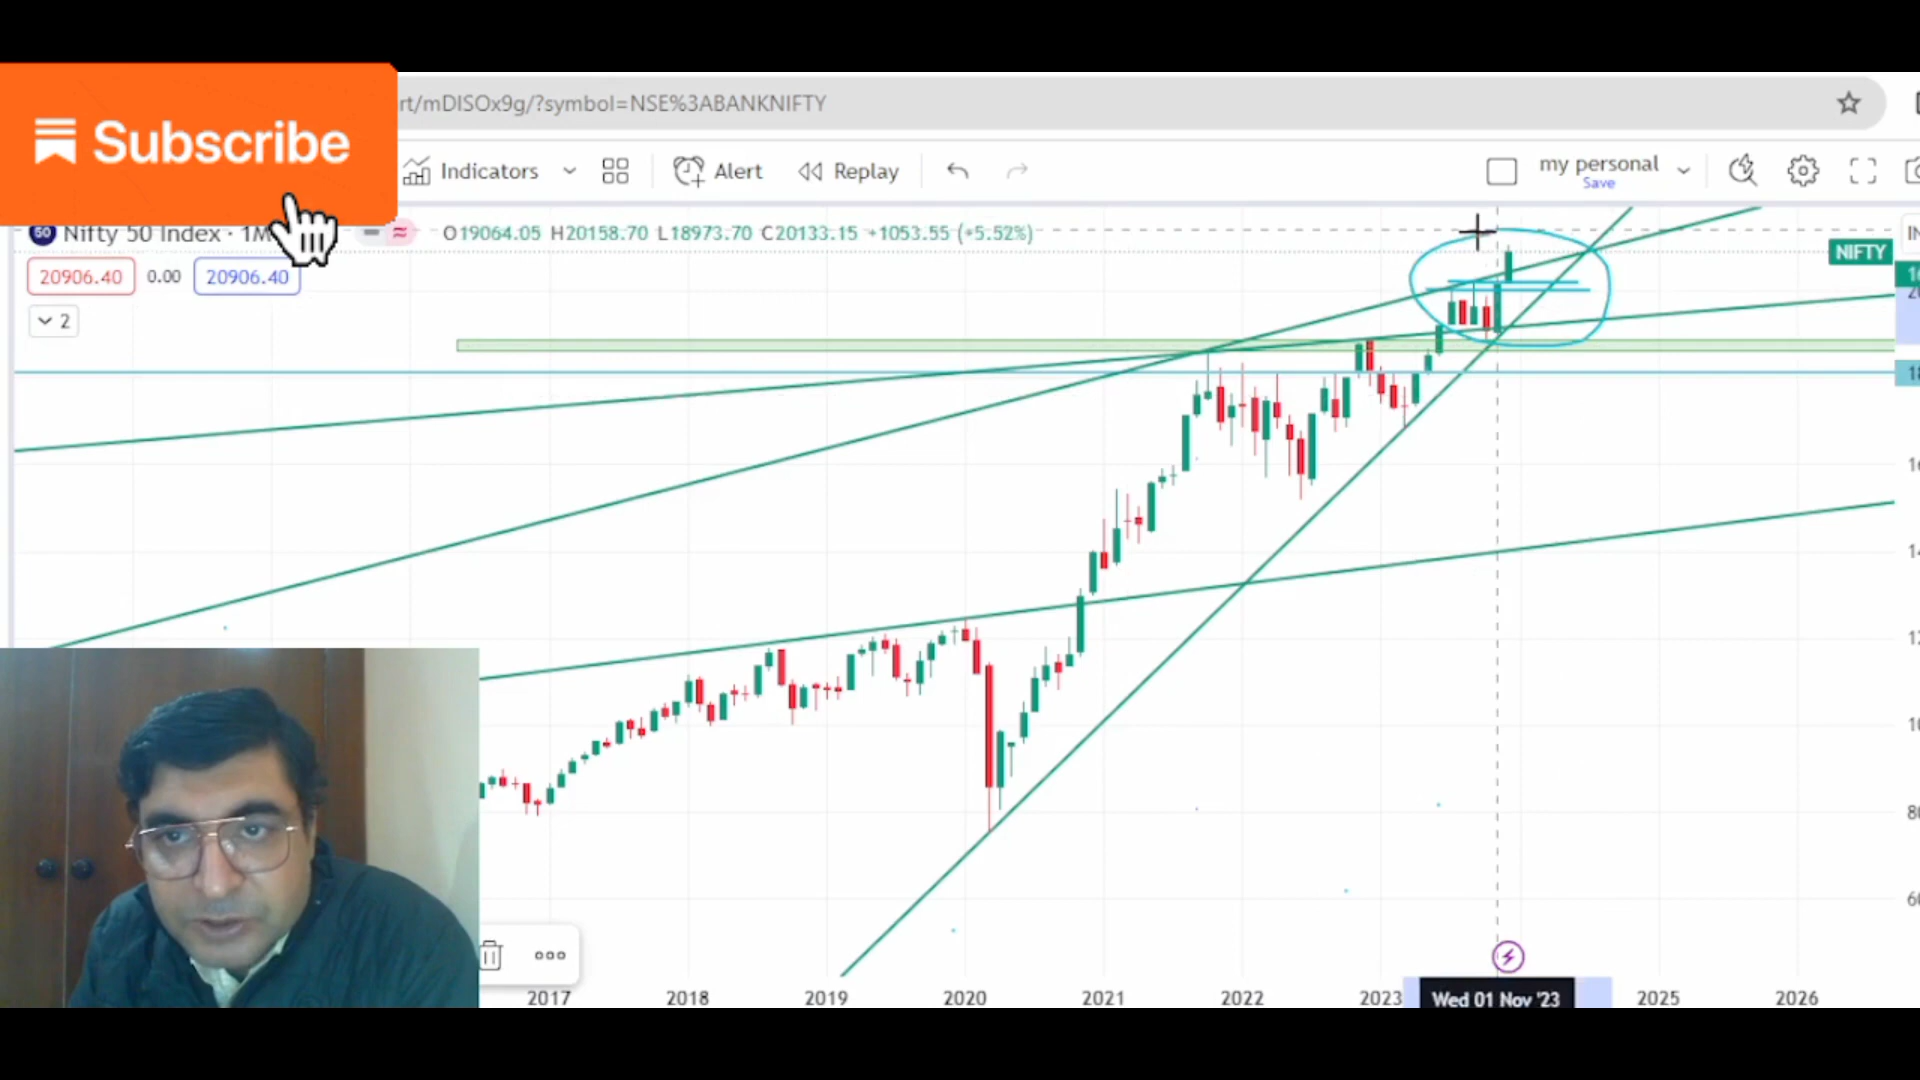 rt/mDISOx9g/?symbol=NSE%3ABANKNIFTY
Subscribe
Indicators
Alert
Replay
my personal
Save
50 Nifty 50 Index · 1M
O19064.05 H20158.70 L18973.70 C20133.15 +1053.55 (+5.52%)
NIFTY
20906.40 0.00 20906.40
2
2017 2018 2019 2020 2021 2022 2023 Wed 01 Nov '23 2025 2026